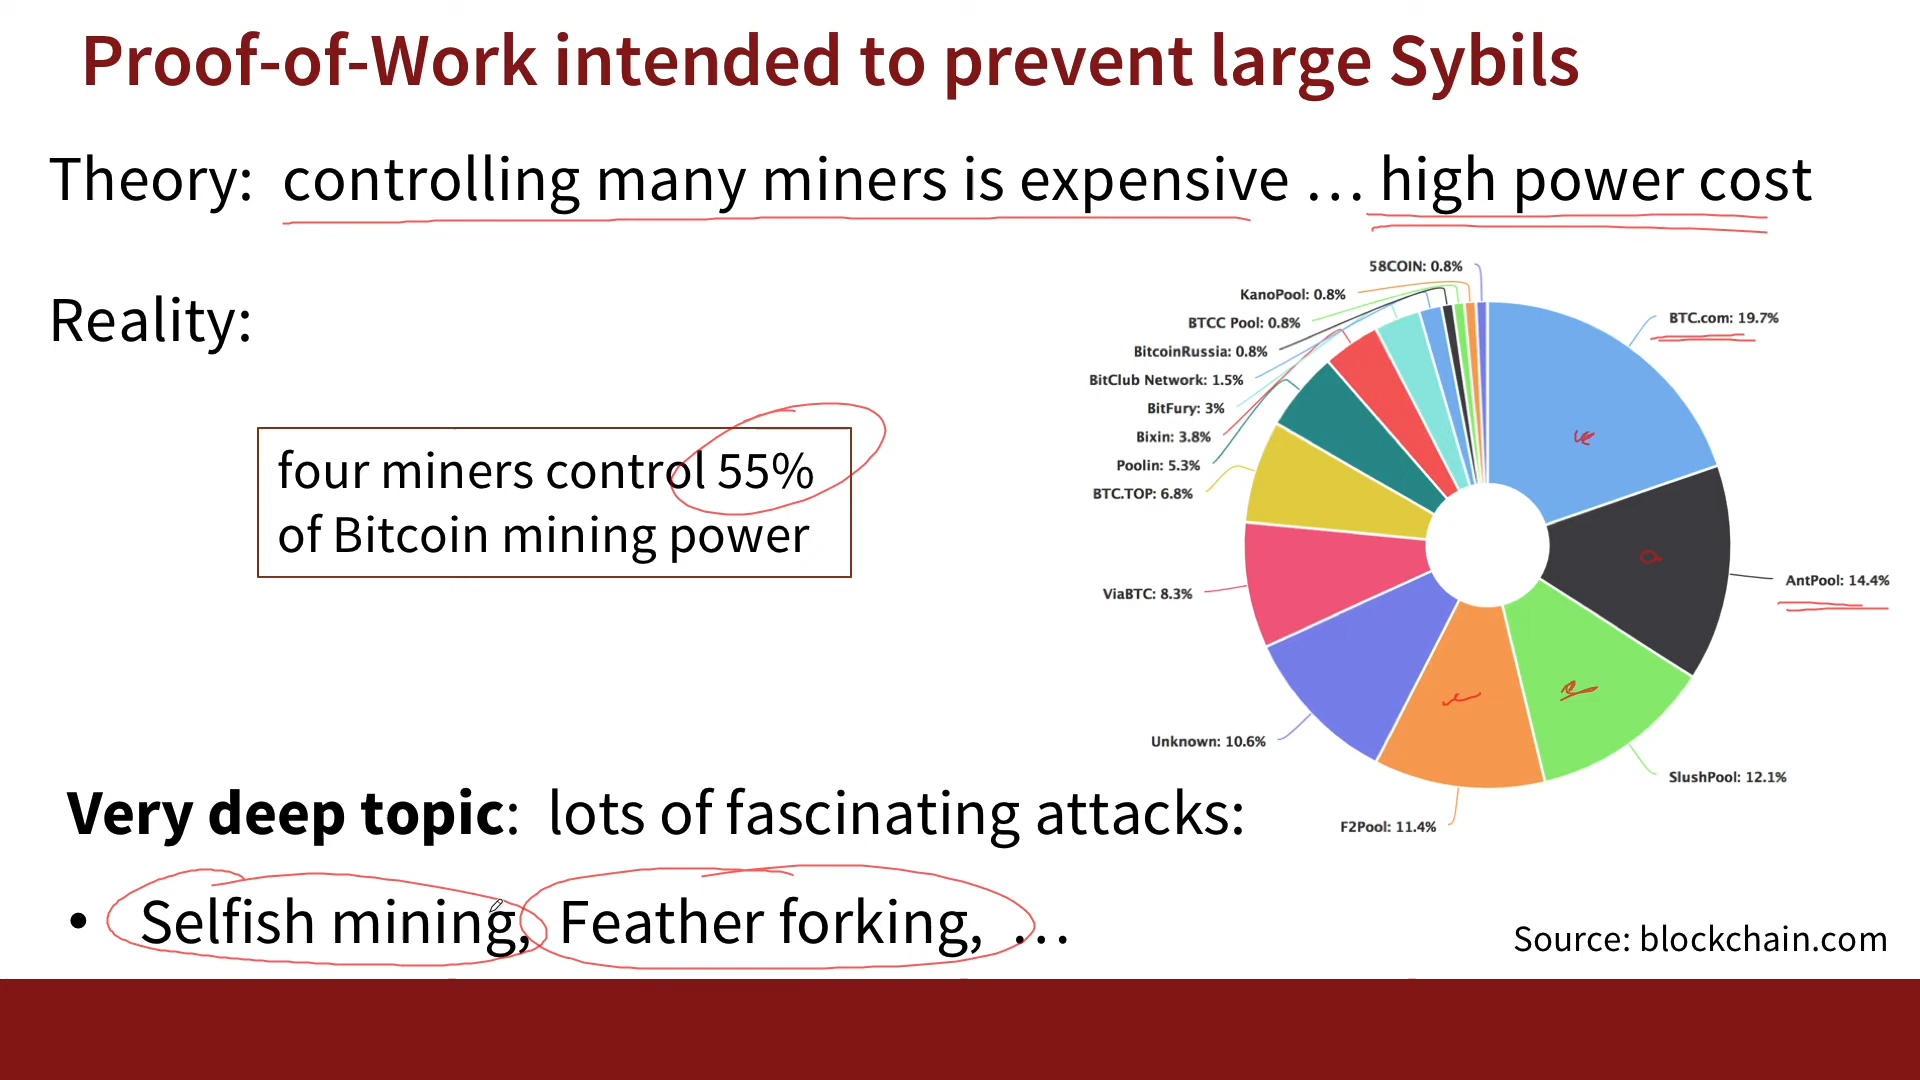 Proof-of-Work intended to prevent large Sybils
Theory: controlling many miners is expensive … high power cost
Reality:
four miners control 55%
of Bitcoin mining power
58COIN: 0.8%
KanoPool: 0.8%
BTCC Pool: 0.8%
BitcoinRussia: 0.8%
BitClub Network: 1.5%
BitFury: 3%
Bixin: 3.8%
Poolin: 5.3%
BTC.TOP: 6.8%
ViaBTC: 8.3%
Unknown: 10.6%
F2Pool: 11.4%
SlushPool: 12.1%
AntPool: 14.4%
BTC.com: 19.7%
Very deep topic: lots of fascinating attacks:
• Selfish mining, Feather forking, …
Source: blockchain.com